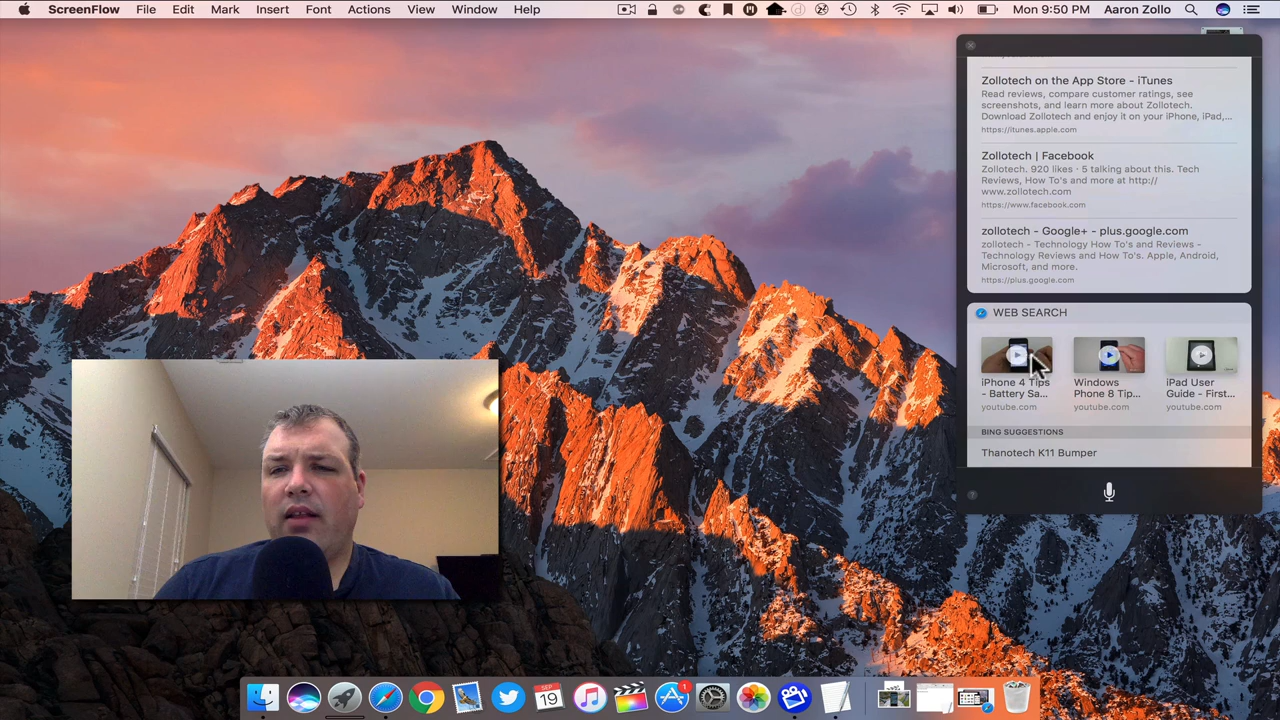 ScreenFlow File Edit Mark Insert Font Actions View Window Help Mon 9:50 PM Aaron Zollo
Zollotech on the App Store - iTunes
Read reviews, compare customer ratings, see
screenshots, and learn more about Zollotech.
Download Zollotech and enjoy it on your iPhone, iPad,...
https://itunes.apple.com
Zollotech | Facebook
Zollotech. 920 likes · 5 talking about this. Tech
Reviews, How To's and more at http://
www.zollotech.com
https://www.facebook.com
zollotech - Google+ - plus.google.com
zollotech - Technology How To's and Reviews -
Technology Reviews and How To's. Apple, Android,
Microsoft, and more.
https://plus.google.com
WEB SEARCH
iPhone 4 Tips
- Battery Sa...
youtube.com
Windows
Phone 8 Tip...
youtube.com
iPad User
Guide - First...
youtube.com
BING SUGGESTIONS
Thanotech K11 Bumper
SEP
19
1